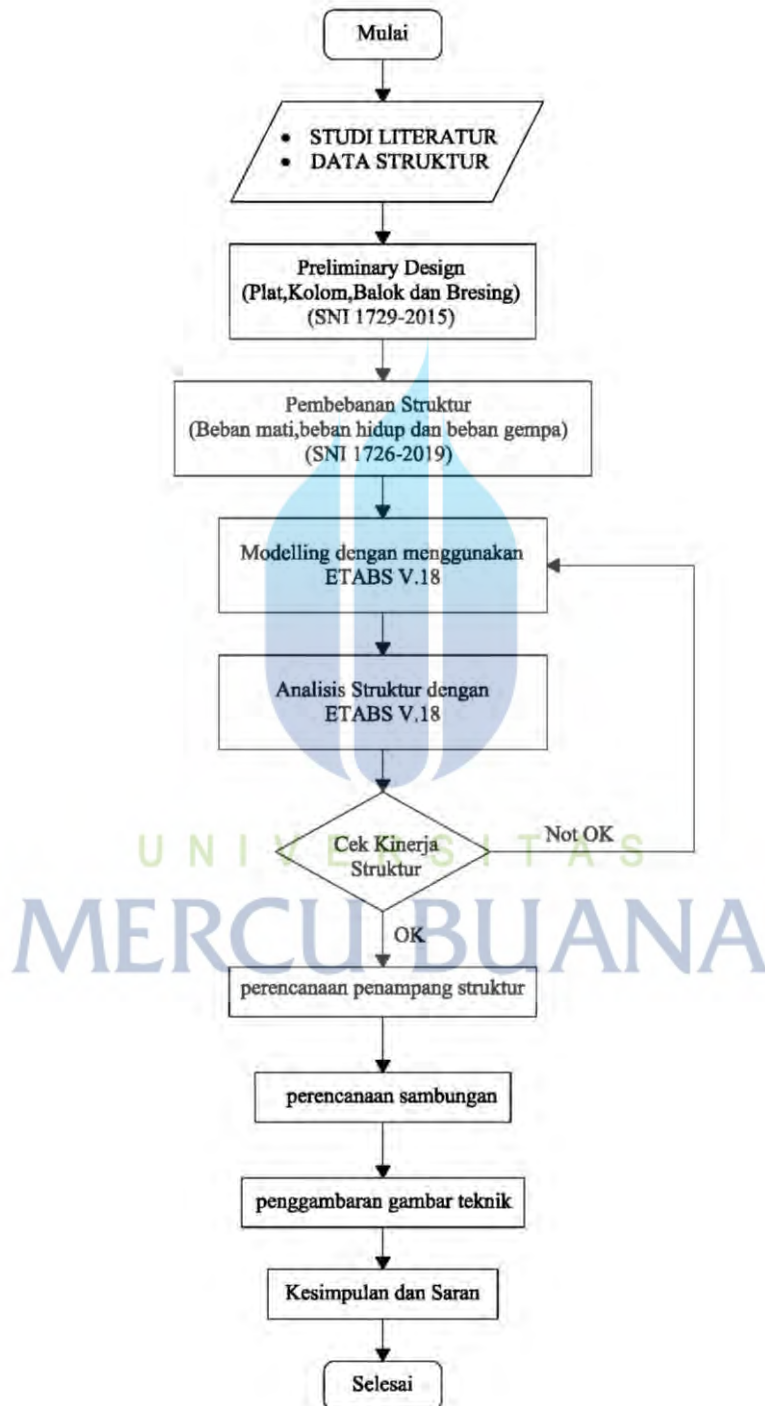 Mulai
• STUDI LITERATUR
• DATA STRUKTUR
Preliminary Design
(Plat,Kolom,Balok dan Bresing)
(SNI 1729-2015)
Pembebanan Struktur
(Beban mati,beban hidup dan beban gempa)
(SNI 1726-2019)
Modelling dengan menggunakan
ETABS V.18
Analisis Struktur dengan
ETABS V.18
Cek Kinerja
Struktur
Not OK
UNIVERSITAS
MERCU BUANA
OK
perencanaan penampang struktur
perencanaan sambungan
penggambaran gambar teknik
Kesimpulan dan Saran
Selesai